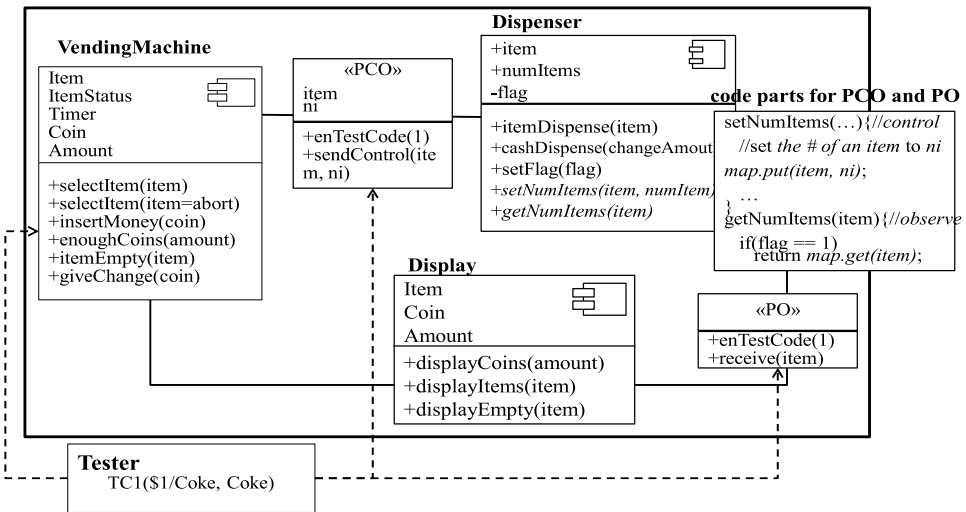 VendingMachine
Item
ItemStatus
Timer
Coin
Amount
+selectItem(item)
+selectItem(item=abort)
+insertMoney(coin)
+enoughCoins(amount)
+itemEmpty(item)
+giveChange(coin)
«PCO»
item
ni
+enTestCode(1)
+sendControl(ite
m, ni)
Dispenser
+item
+numItems
-flag
+itemDispense(item)
+cashDispense(changeAmout
+setFlag(flag)
+setNumItems(item, numItem)
+getNumItems(item)
code parts for PCO and PO
setNumItems(…){//control
//set the # of an item to ni
map.put(item, ni);
…
}
getNumItems(item){//observe
if(flag == 1)
return map.get(item);
Display
Item
Coin
Amount
+displayCoins(amount)
+displayItems(item)
+displayEmpty(item)
«PO»
+enTestCode(1)
+receive(item)
Tester
TC1($1/Coke, Coke)